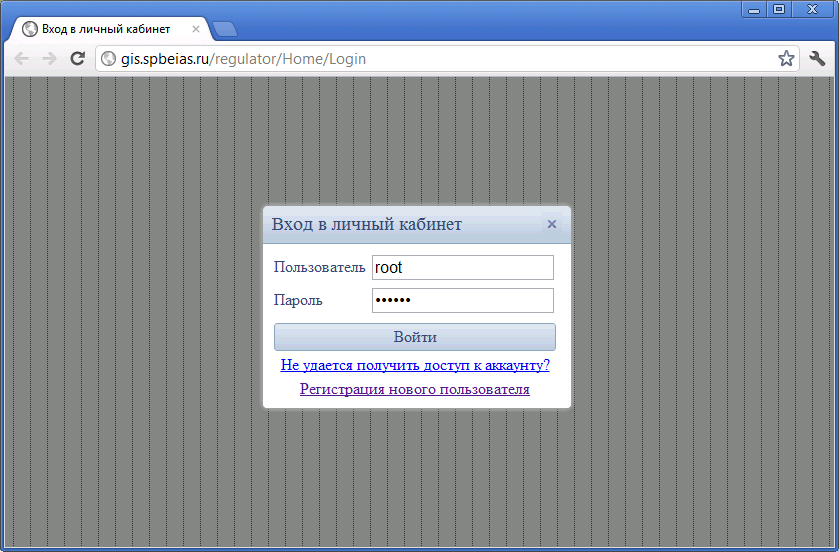 Вход в личный кабинет
gis.spbeias.ru/regulator/Home/Login
Вход в личный кабинет
Пользователь root
Пароль ••••••
Войти
Не удается получить доступ к аккаунту?
Регистрация нового пользователя